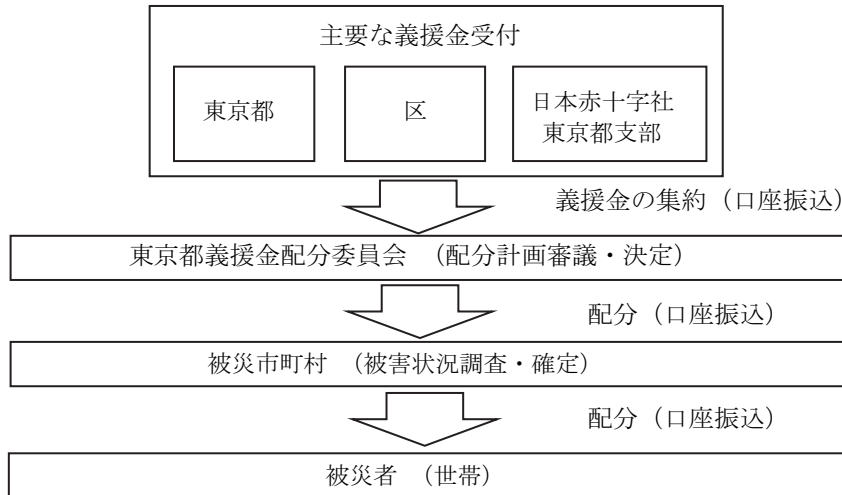 主要な義援金受付
東京都
区
日本赤十字社
東京都支部
義援金の集約（口座振込）
東京都義援金配分委員会　（配分計画審議・決定）
配分（口座振込）
被災市町村　（被害状況調査・確定）
配分（口座振込）
被災者　（世帯）